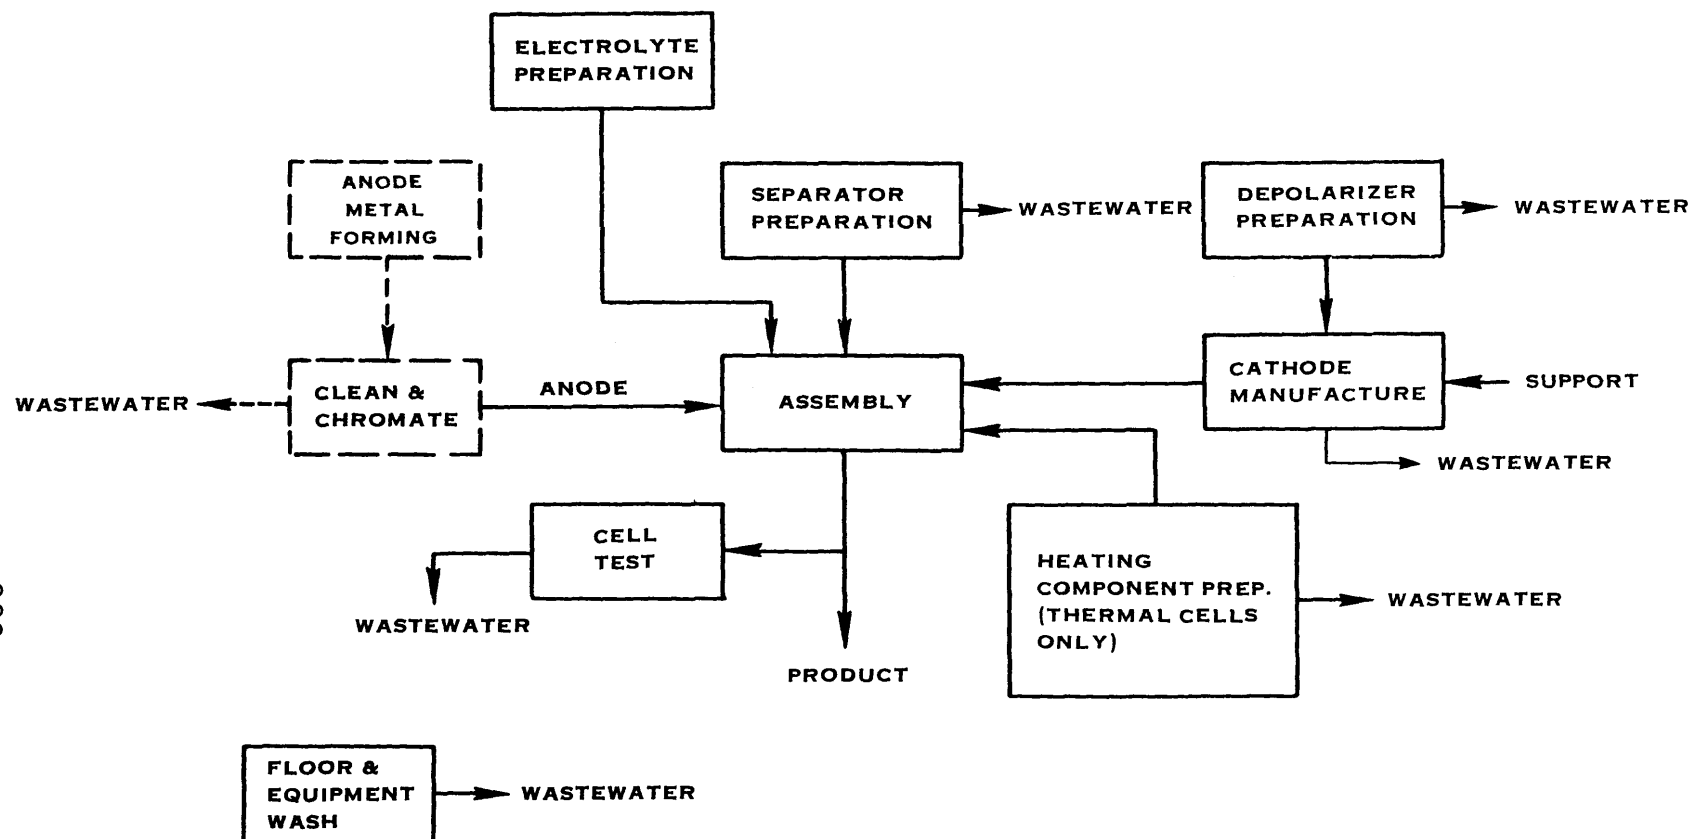 ELECTROLYTE
PREPARATION
ANODE
METAL
FORMING
SEPARATOR
PREPARATION
WASTEWATER
DEPOLARIZER
PREPARATION
WASTEWATER
WASTEWATER
CLEAN &
CHROMATE
ANODE
ASSEMBLY
CATHODE
MANUFACTURE
SUPPORT
WASTEWATER
CELL
TEST
WASTEWATER
PRODUCT
HEATING
COMPONENT PREP.
(THERMAL CELLS
ONLY)
WASTEWATER
FLOOR &
EQUIPMENT
WASH
WASTEWATER